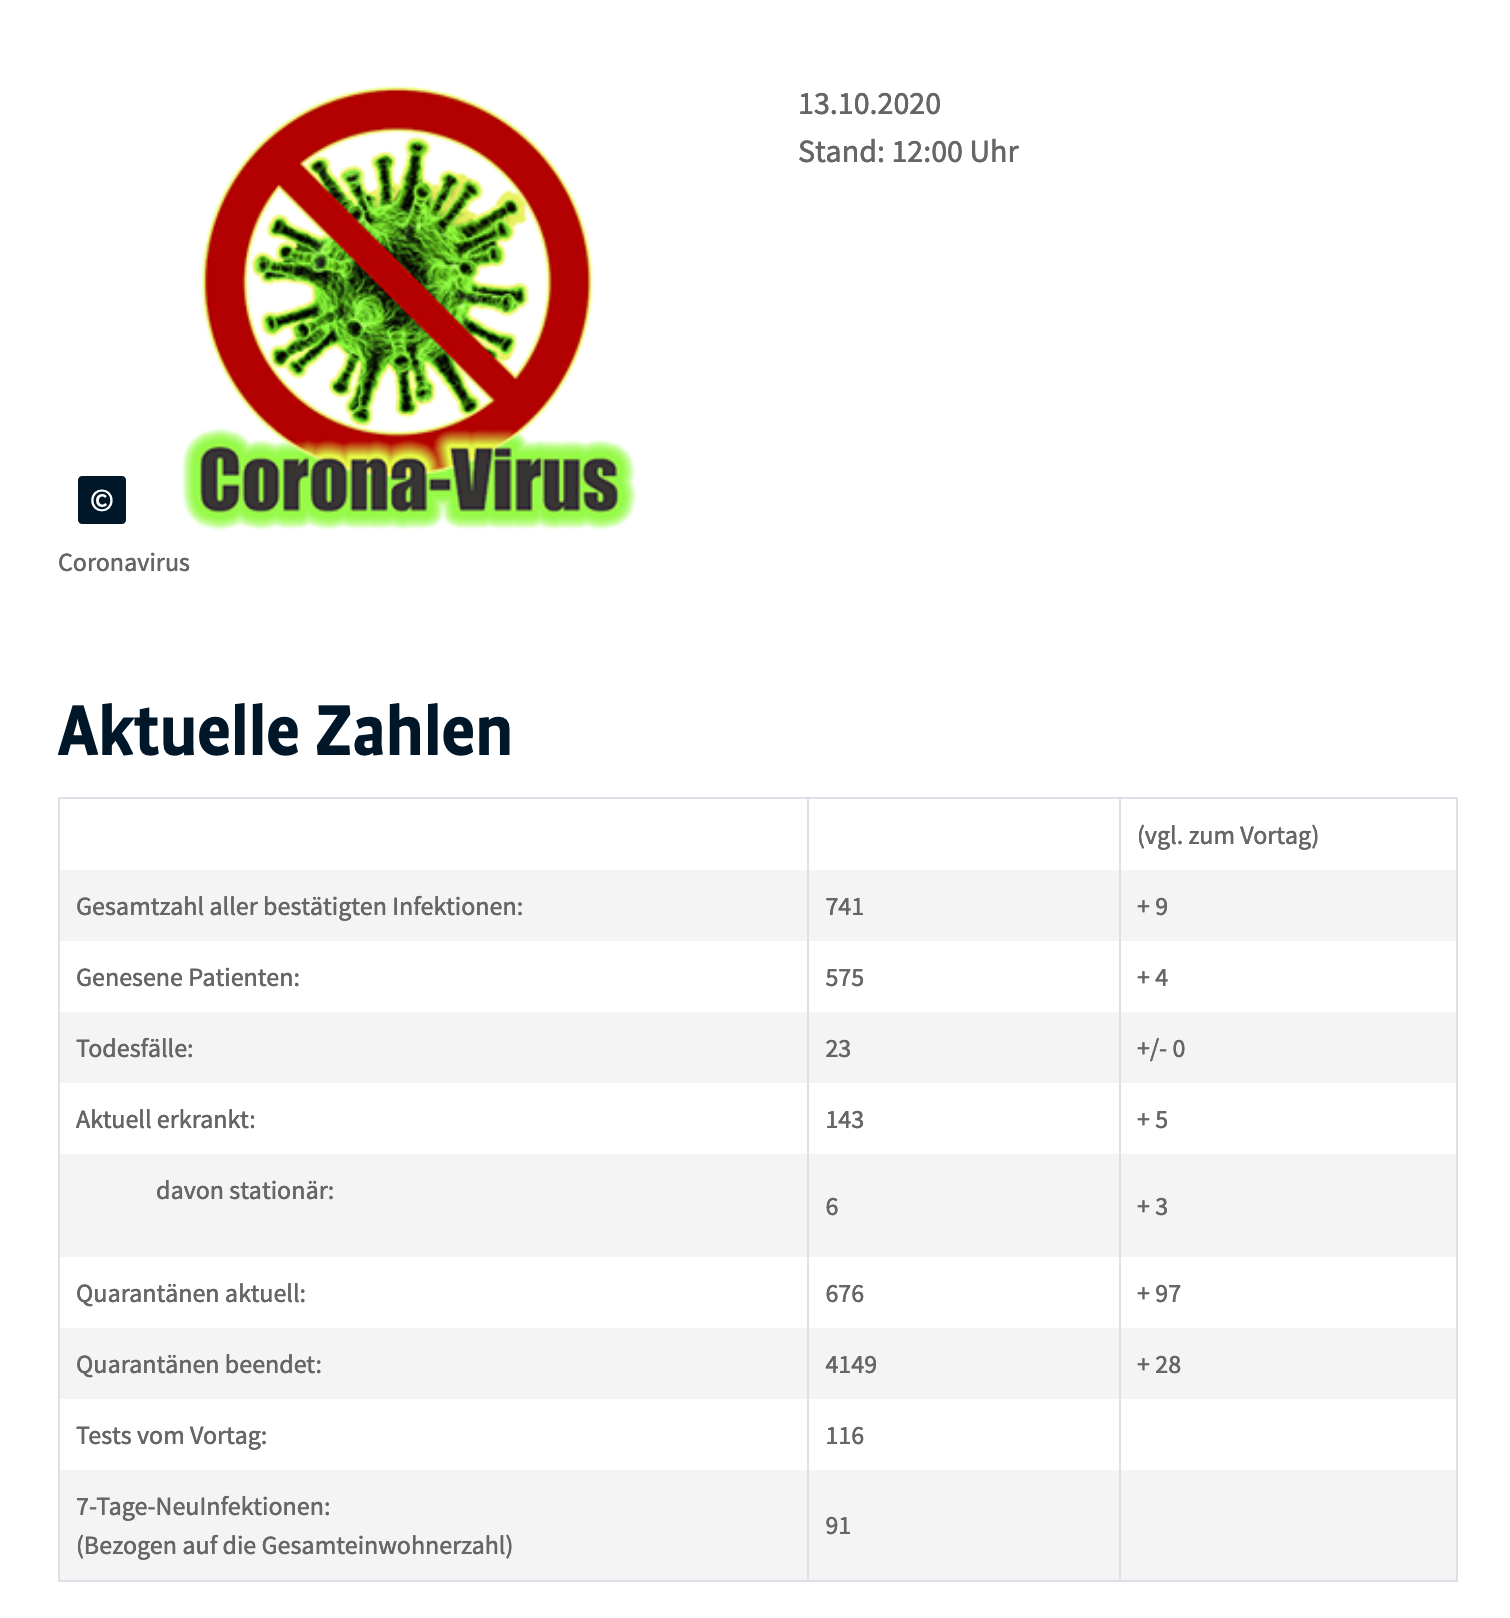 13.10.2020
Stand: 12:00 Uhr
Corona-Virus
©
Coronavirus
Aktuelle Zahlen
(vgl. zum Vortag)
Gesamtzahl aller bestätigten Infektionen: 741 + 9
Genesene Patienten: 575 + 4
Todesfälle: 23 +/- 0
Aktuell erkrankt: 143 + 5
davon stationär: 6 + 3
Quarantänen aktuell: 676 + 97
Quarantänen beendet: 4149 + 28
Tests vom Vortag: 116
7-Tage-NeuInfektionen:
(Bezogen auf die Gesamteinwohnerzahl) 91